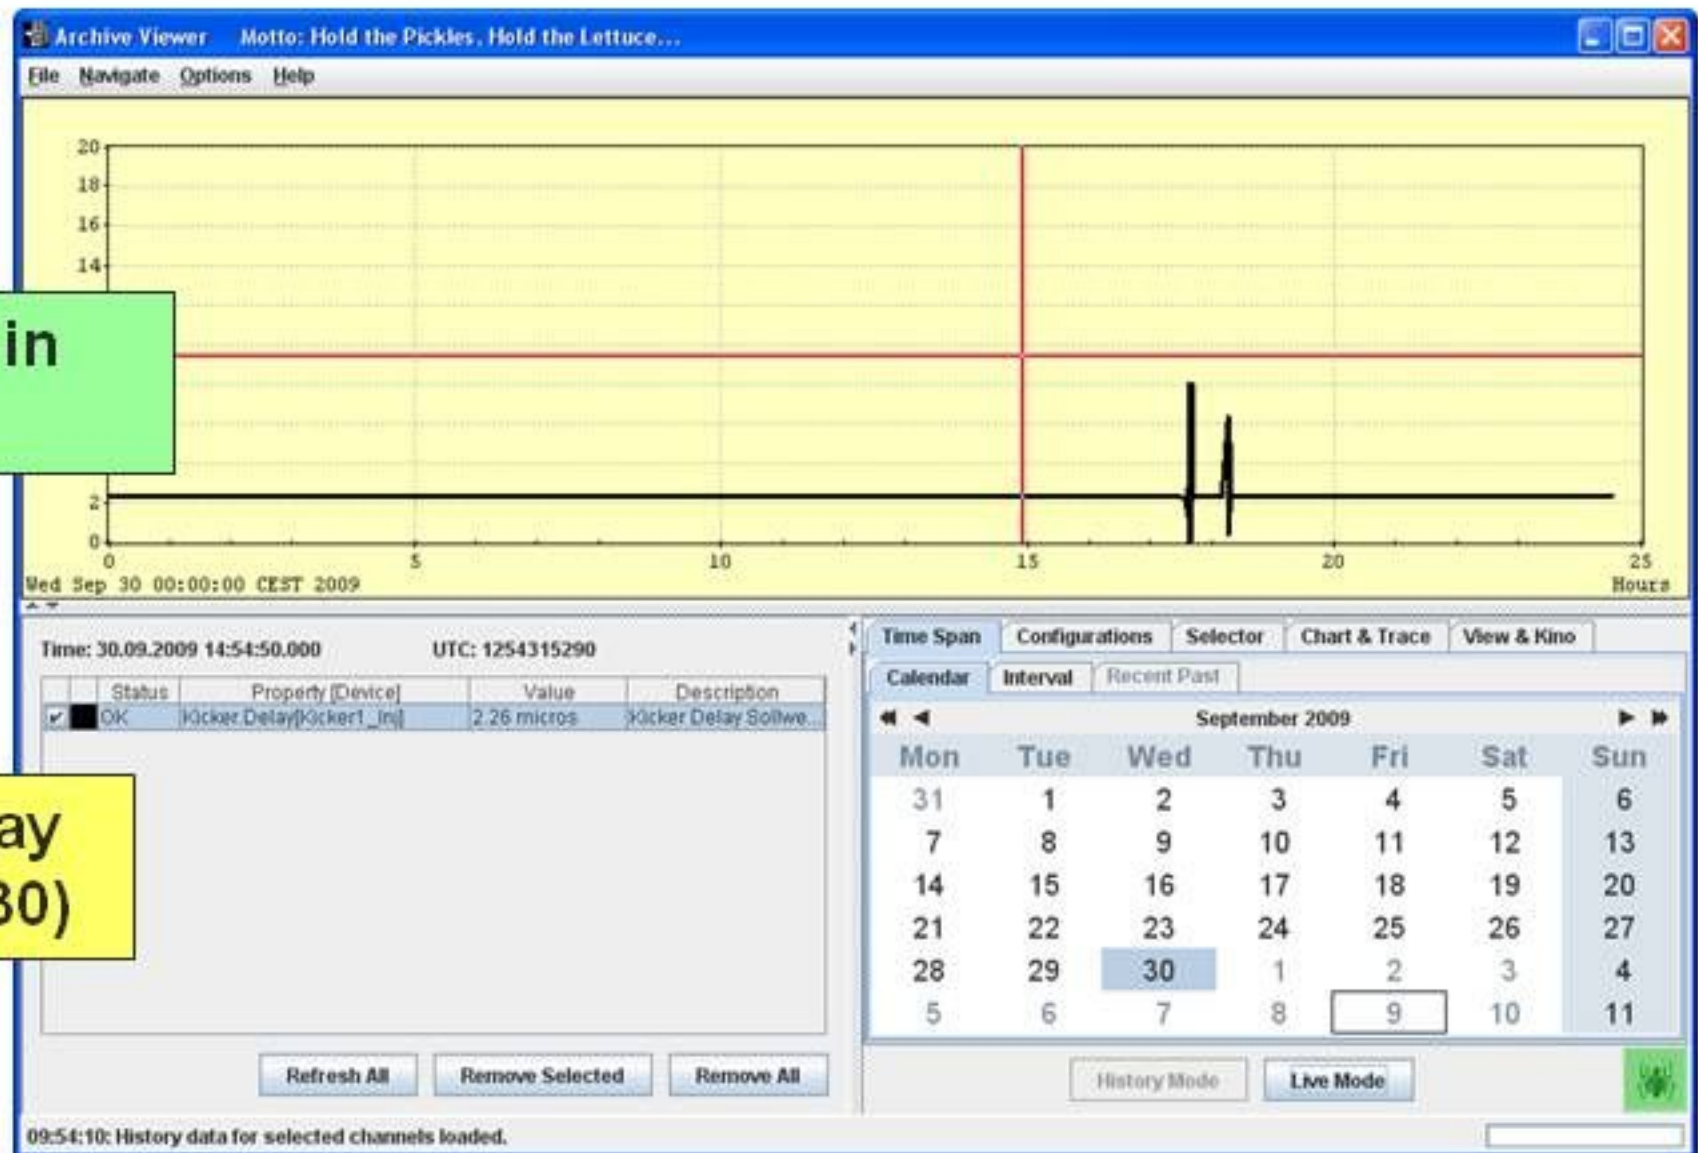 Archive Viewer Motto: Hold the Pickles, Hold the Lettuce...
File Navigate Options Help
20
18
16
14
in
2
0
0 5 10 15 20 25
Wed Sep 30 00:00:00 CEST 2009 Hours
Time: 30.09.2009 14:54:50.000 UTC: 1254315290
Status Property [Device] Value Description
OK Kicker.Delay[Kicker1_Inj] 2.26 micros Kicker Delay Sollwe...
ay
30)
Refresh All Remove Selected Remove All
Time Span Configurations Selector Chart & Trace View & Kino
Calendar Interval Recent Past
September 2009
Mon Tue Wed Thu Fri Sat Sun
31 1 2 3 4 5 6
7 8 9 10 11 12 13
14 15 16 17 18 19 20
21 22 23 24 25 26 27
28 29 30 1 2 3 4
5 6 7 8 9 10 11
History Mode Live Mode
09:54:10: History data for selected channels loaded.